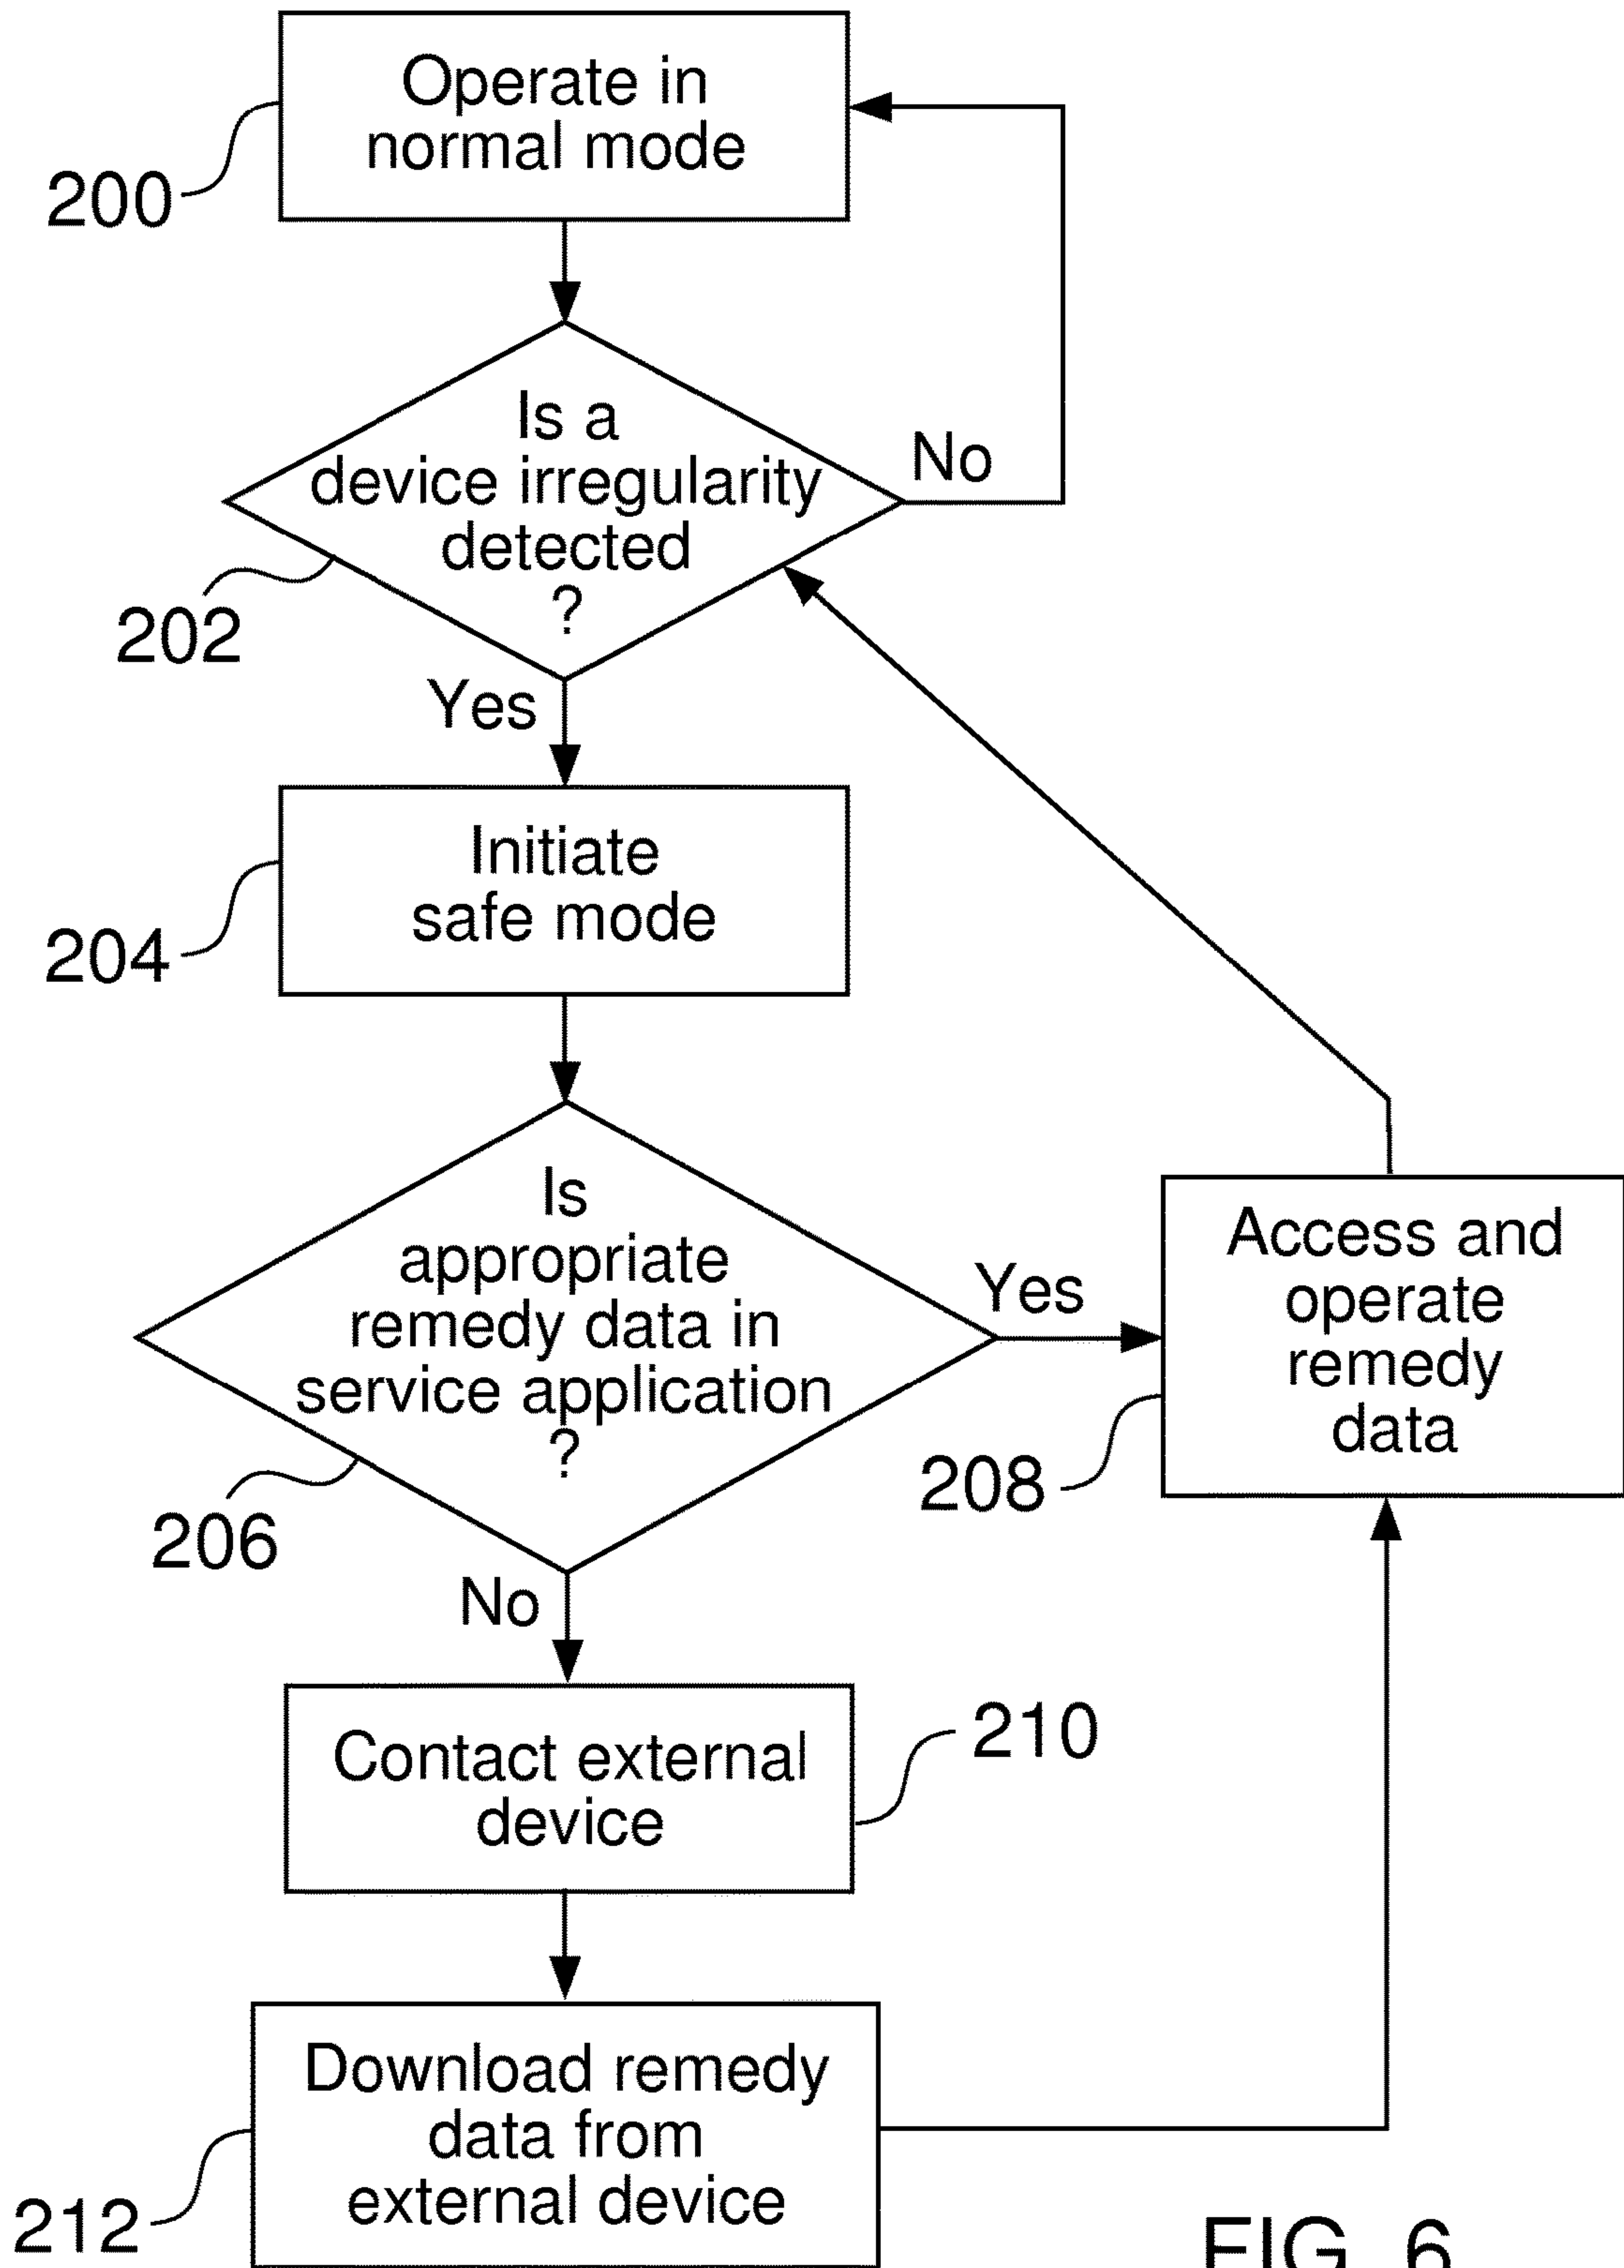 Operate in
normal mode
200
Is a
device irregularity
detected
?
No
202
Yes
Initiate
safe mode
204
Is
appropriate
remedy data in
service application
?
Yes
206
Access and
operate
remedy
data
208
No
Contact external
device
210
Download remedy
data from
external device
212
FIG. 6